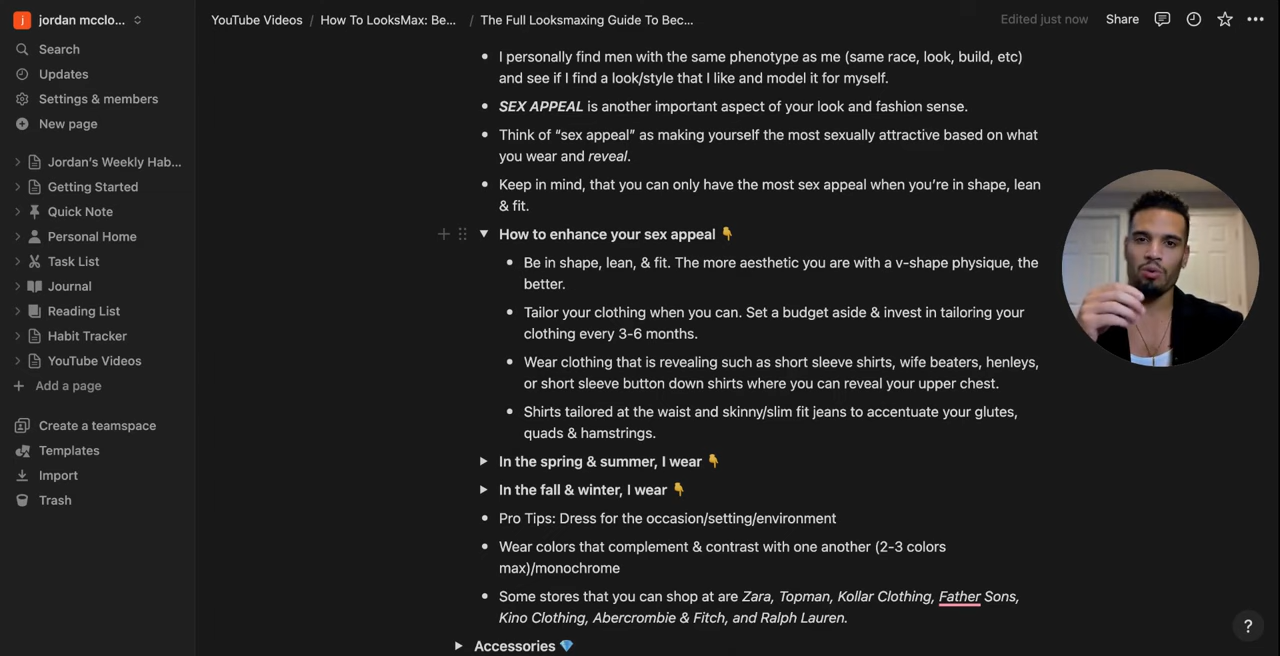 j jordan mcclo...
Search
Updates
Settings & members
New page
Jordan's Weekly Hab...
Getting Started
Quick Note
Personal Home
Task List
Journal
Reading List
Habit Tracker
YouTube Videos
Add a page
Create a teamspace
Templates
Import
Trash
YouTube Videos / How To LooksMax: Be... / The Full Looksmaxing Guide To Bec...
Edited just now Share
I personally find men with the same phenotype as me (same race, look, build, etc)
and see if I find a look/style that I like and model it for myself.
SEX APPEAL is another important aspect of your look and fashion sense.
Think of “sex appeal” as making yourself the most sexually attractive based on what
you wear and reveal.
Keep in mind, that you can only have the most sex appeal when you’re in shape, lean
& fit.
How to enhance your sex appeal 👇
Be in shape, lean, & fit. The more aesthetic you are with a v-shape physique, the
better.
Tailor your clothing when you can. Set a budget aside & invest in tailoring your
clothing every 3-6 months.
Wear clothing that is revealing such as short sleeve shirts, wife beaters, henleys,
or short sleeve button down shirts where you can reveal your upper chest.
Shirts tailored at the waist and skinny/slim fit jeans to accentuate your glutes,
quads & hamstrings.
In the spring & summer, I wear 👇
In the fall & winter, I wear 👇
Pro Tips: Dress for the occasion/setting/environment
Wear colors that complement & contrast with one another (2-3 colors
max)/monochrome
Some stores that you can shop at are Zara, Topman, Kollar Clothing, Father Sons,
Kino Clothing, Abercrombie & Fitch, and Ralph Lauren.
Accessories 💎
?